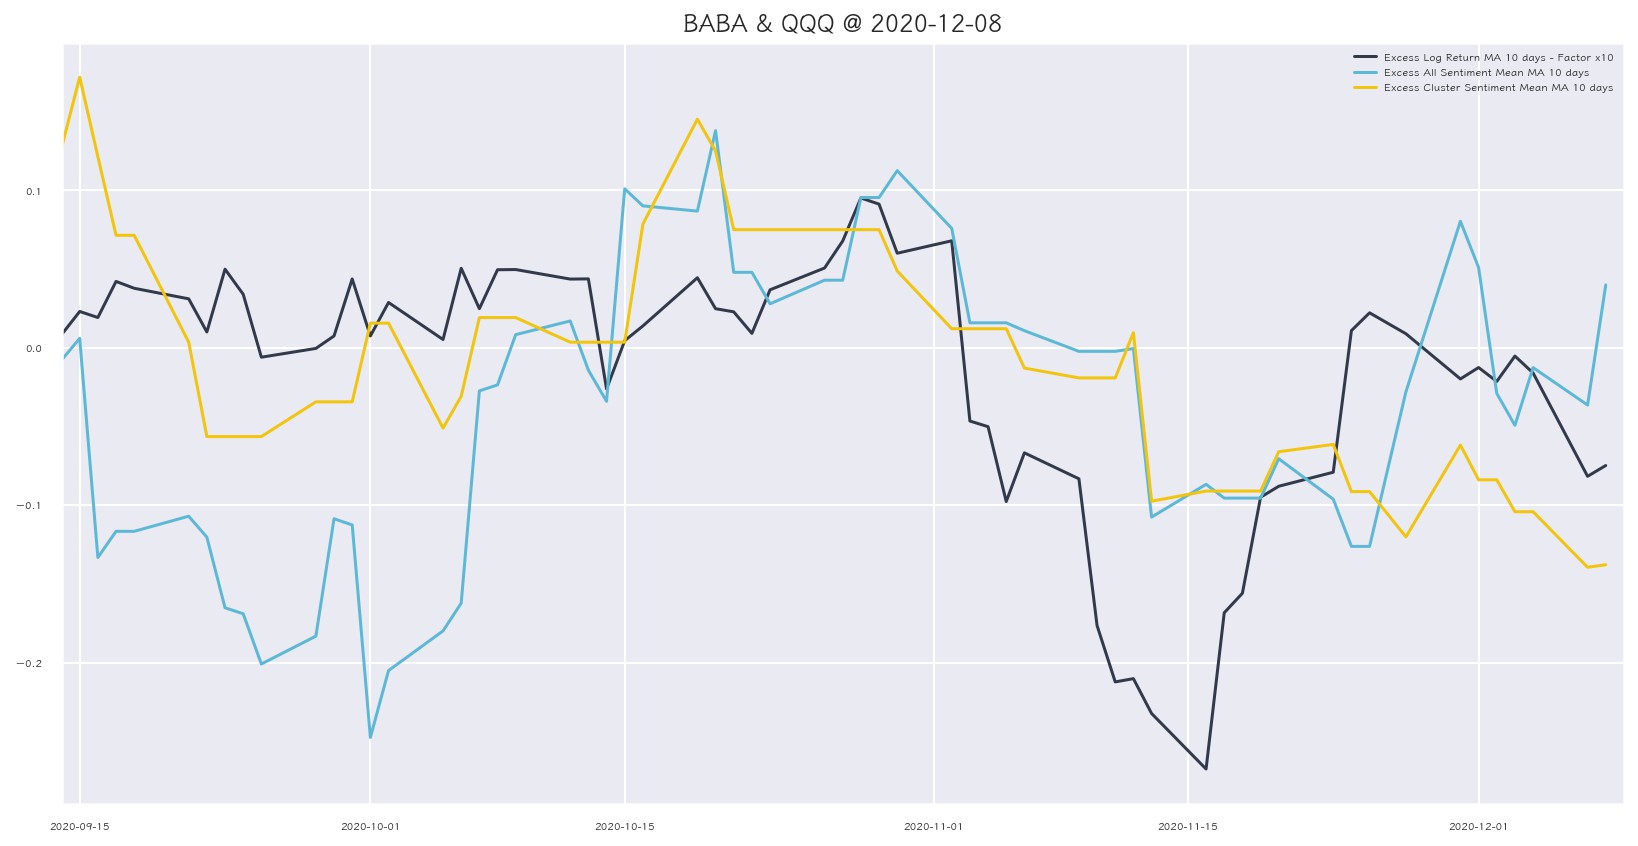 BABA & QQQ @ 2020-12-08
Excess Log Return MA 10 days - Factor x10
Excess All Sentiment Mean MA 10 days
Excess Cluster Sentiment Mean MA 10 days
0.1
0.0
−0.1
−0.2
2020-09-15
2020-10-01
2020-10-15
2020-11-01
2020-11-15
2020-12-01